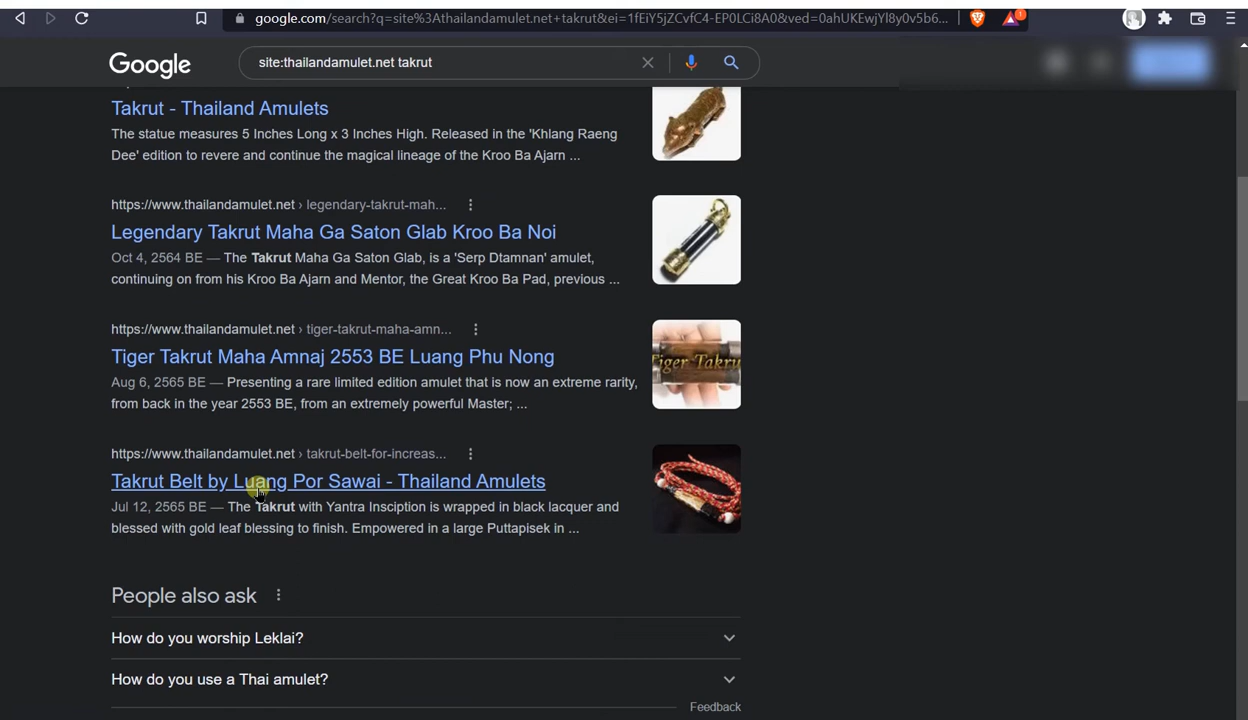 google.com/search?q=site%3Athailandamulet.net+takrut&ei=1fEiY5jZCvfC4-EP0LCi8A0&ved=0ahUKEwjYl8y0v5b6...
1
Google
site:thailandamulet.net takrut
Takrut - Thailand Amulets
The statue measures 5 Inches Long x 3 Inches High. Released in the 'Khlang Raeng
Dee' edition to revere and continue the magical lineage of the Kroo Ba Ajarn ...
https://www.thailandamulet.net › legendary-takrut-mah...
Legendary Takrut Maha Ga Saton Glab Kroo Ba Noi
Oct 4, 2564 BE — The Takrut Maha Ga Saton Glab, is a 'Serp Dtamnan' amulet,
continuing on from his Kroo Ba Ajarn and Mentor, the Great Kroo Ba Pad, previous ...
https://www.thailandamulet.net › tiger-takrut-maha-amn...
Tiger Takrut Maha Amnaj 2553 BE Luang Phu Nong
Aug 6, 2565 BE — Presenting a rare limited edition amulet that is now an extreme rarity,
from back in the year 2553 BE, from an extremely powerful Master; ...
Tiger Takru
https://www.thailandamulet.net › takrut-belt-for-increas...
Takrut Belt by Luang Por Sawai - Thailand Amulets
Jul 12, 2565 BE — The Takrut with Yantra Insciption is wrapped in black lacquer and
blessed with gold leaf blessing to finish. Empowered in a large Puttapisek in ...
People also ask
How do you worship Leklai?
How do you use a Thai amulet?
Feedback